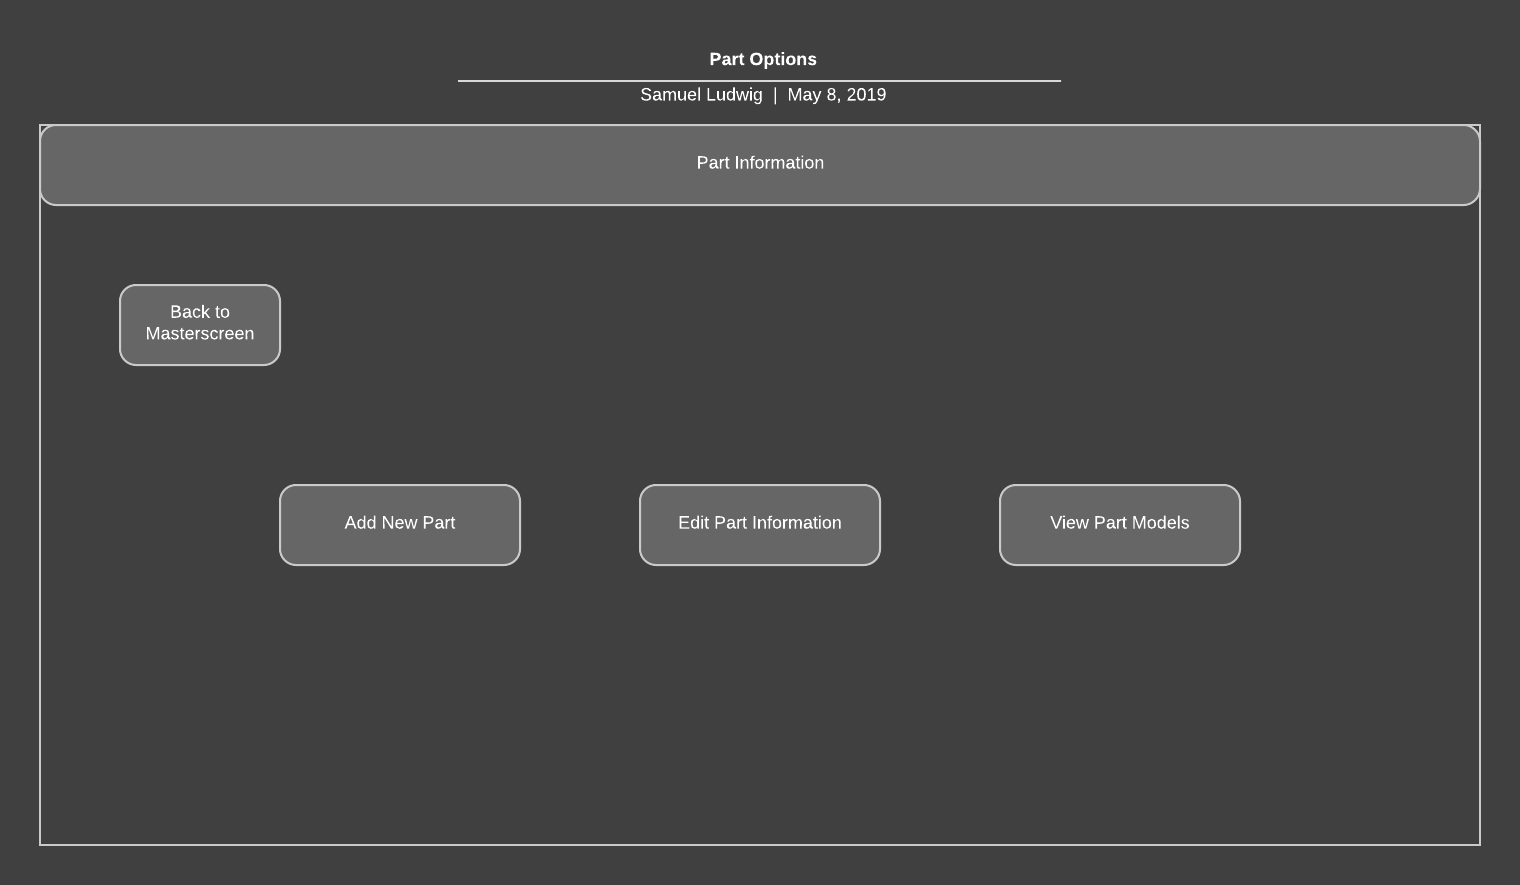 Part Options
Samuel Ludwig | May 8, 2019
Part Information
Back to
Masterscreen
Add New Part
Edit Part Information
View Part Models